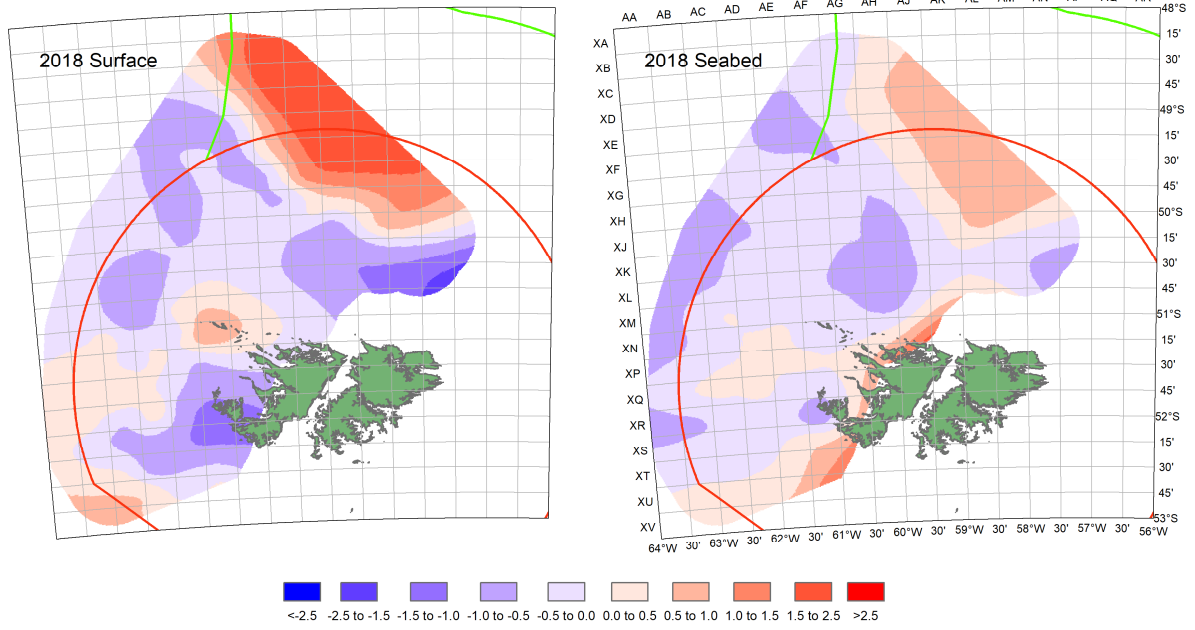 AA AB AC AD AE AF AG AH AJ AK AL AM AN AP
48°S
2018 Surface
2018 Seabed
XA
15'
XB
30'
XC
45'
XD
49°S
XE
15'
XF
30'
XG
45'
XH
50°S
XJ
15'
XK
30'
XL
45'
XM
51°S
XN
15'
XP
30'
XQ
45'
XR
52°S
XS
15'
XT
30'
XU
45'
XV
53°S
64°W 30' 63°W 30' 62°W 30' 61°W 30' 60°W 30' 59°W 30' 58°W 30' 57°W 30' 56°W
<-2.5 -2.5 to -1.5 -1.5 to -1.0 -1.0 to -0.5 -0.5 to 0.0 0.0 to 0.5 0.5 to 1.0 1.0 to 1.5 1.5 to 2.5 >2.5